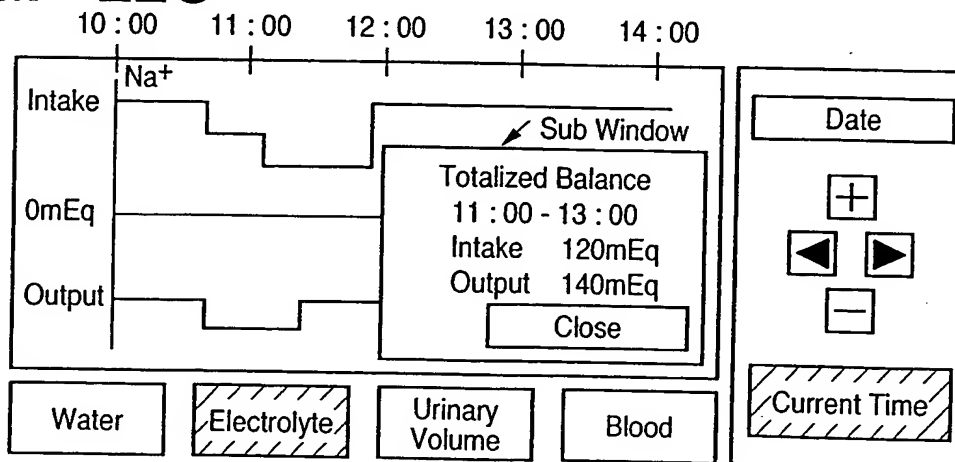 10 : 00 11 : 00 12 : 00 13 : 00 14 : 00
Na+
Intake
Sub Window
Totalized Balance
11 : 00 - 13 : 00
Intake 120mEq
Output 140mEq
Close
0mEq
Output
Date
+
−
Current Time
Water
Electrolyte
Urinary
Volume
Blood